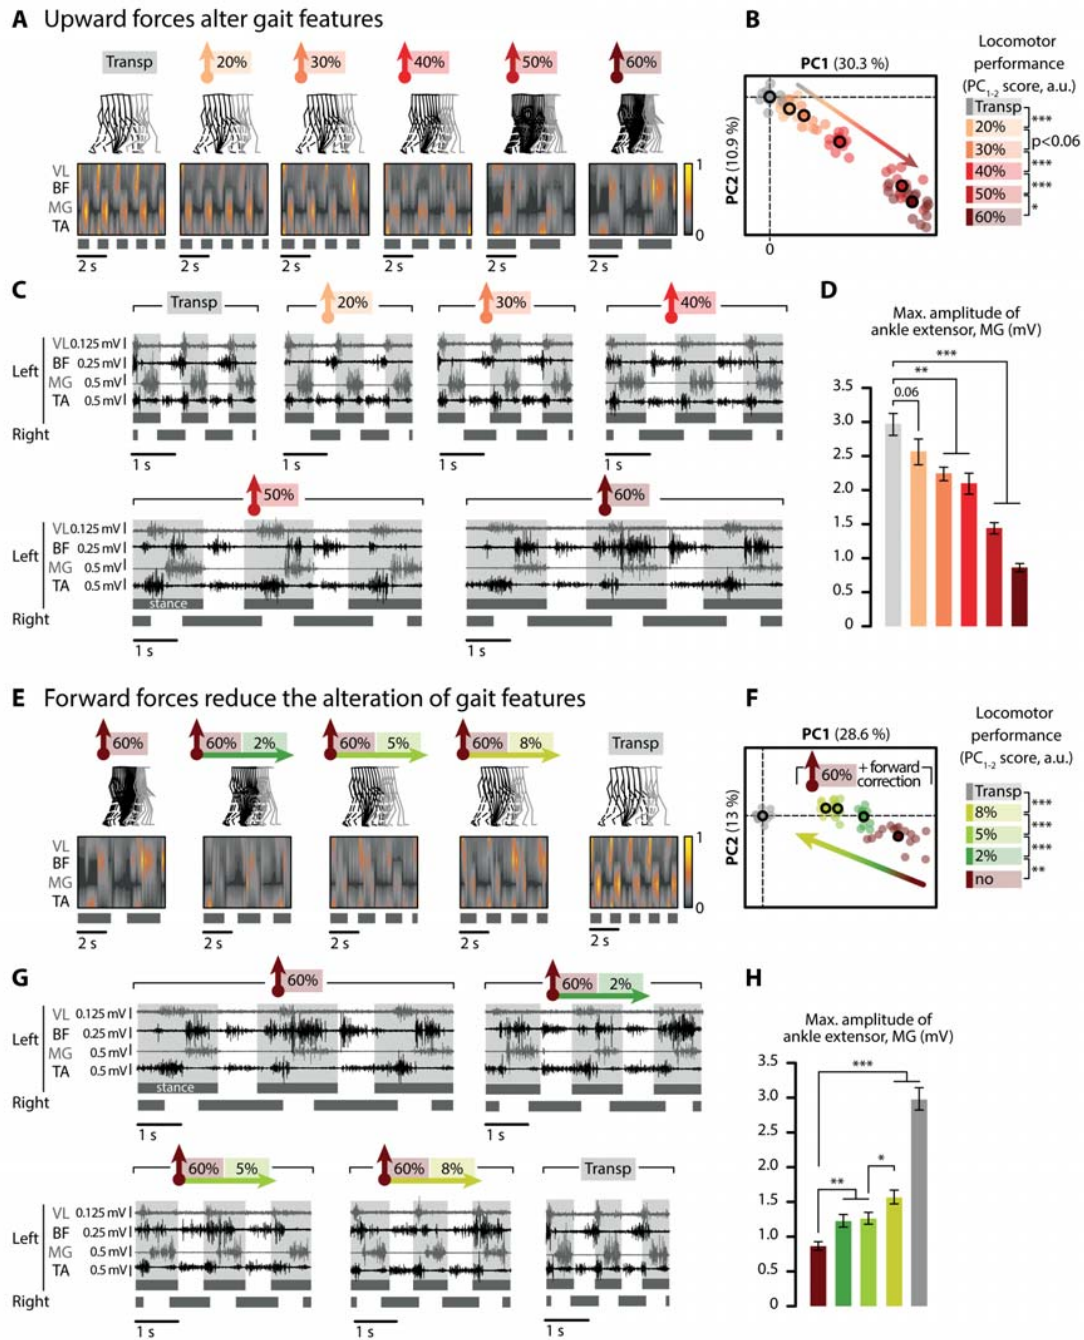 A Upward forces alter gait features
Transp
20%
30%
40%
50%
60%
VL
BF
MG
TA
1
0
2 s
2 s
2 s
2 s
2 s
2 s
B
PC1 (30.3 %)
PC2 (10.9 %)
0
Locomotor
performance
(PC1-2 score, a.u.)
Transp
20%
30%
40%
50%
60%
***
p<0.06
***
***
*
C
Transp
20%
30%
40%
Left
VL 0.125 mV
BF 0.25 mV
MG 0.5 mV
TA 0.5 mV
Right
1 s
1 s
1 s
1 s
50%
60%
Left
VL 0.125 mV
BF 0.25 mV
MG 0.5 mV
TA 0.5 mV
stance
Right
1 s
1 s
D
Max. amplitude of
ankle extensor, MG (mV)
***
**
0.06
3.5
3.0
2.5
2.0
1.5
1.0
0.5
0
E Forward forces reduce the alteration of gait features
60%
60% 2%
60% 5%
60% 8%
Transp
VL
BF
MG
TA
1
0
2 s
2 s
2 s
2 s
2 s
F
PC1 (28.6 %)
PC2 (13 %)
60%
+ forward
correction
Locomotor
performance
(PC1-2 score, a.u.)
Transp
8%
5%
2%
no
***
***
***
**
G
60%
60% 2%
Left
VL 0.125 mV
BF 0.25 mV
MG 0.5 mV
TA 0.5 mV
stance
Right
1 s
1 s
60% 5%
60% 8%
Transp
Left
VL 0.125 mV
BF 0.25 mV
MG 0.5 mV
TA 0.5 mV
Right
1 s
1 s
1 s
H
Max. amplitude of
ankle extensor, MG (mV)
***
**
*
3.5
3.0
2.5
2.0
1.5
1.0
0.5
0